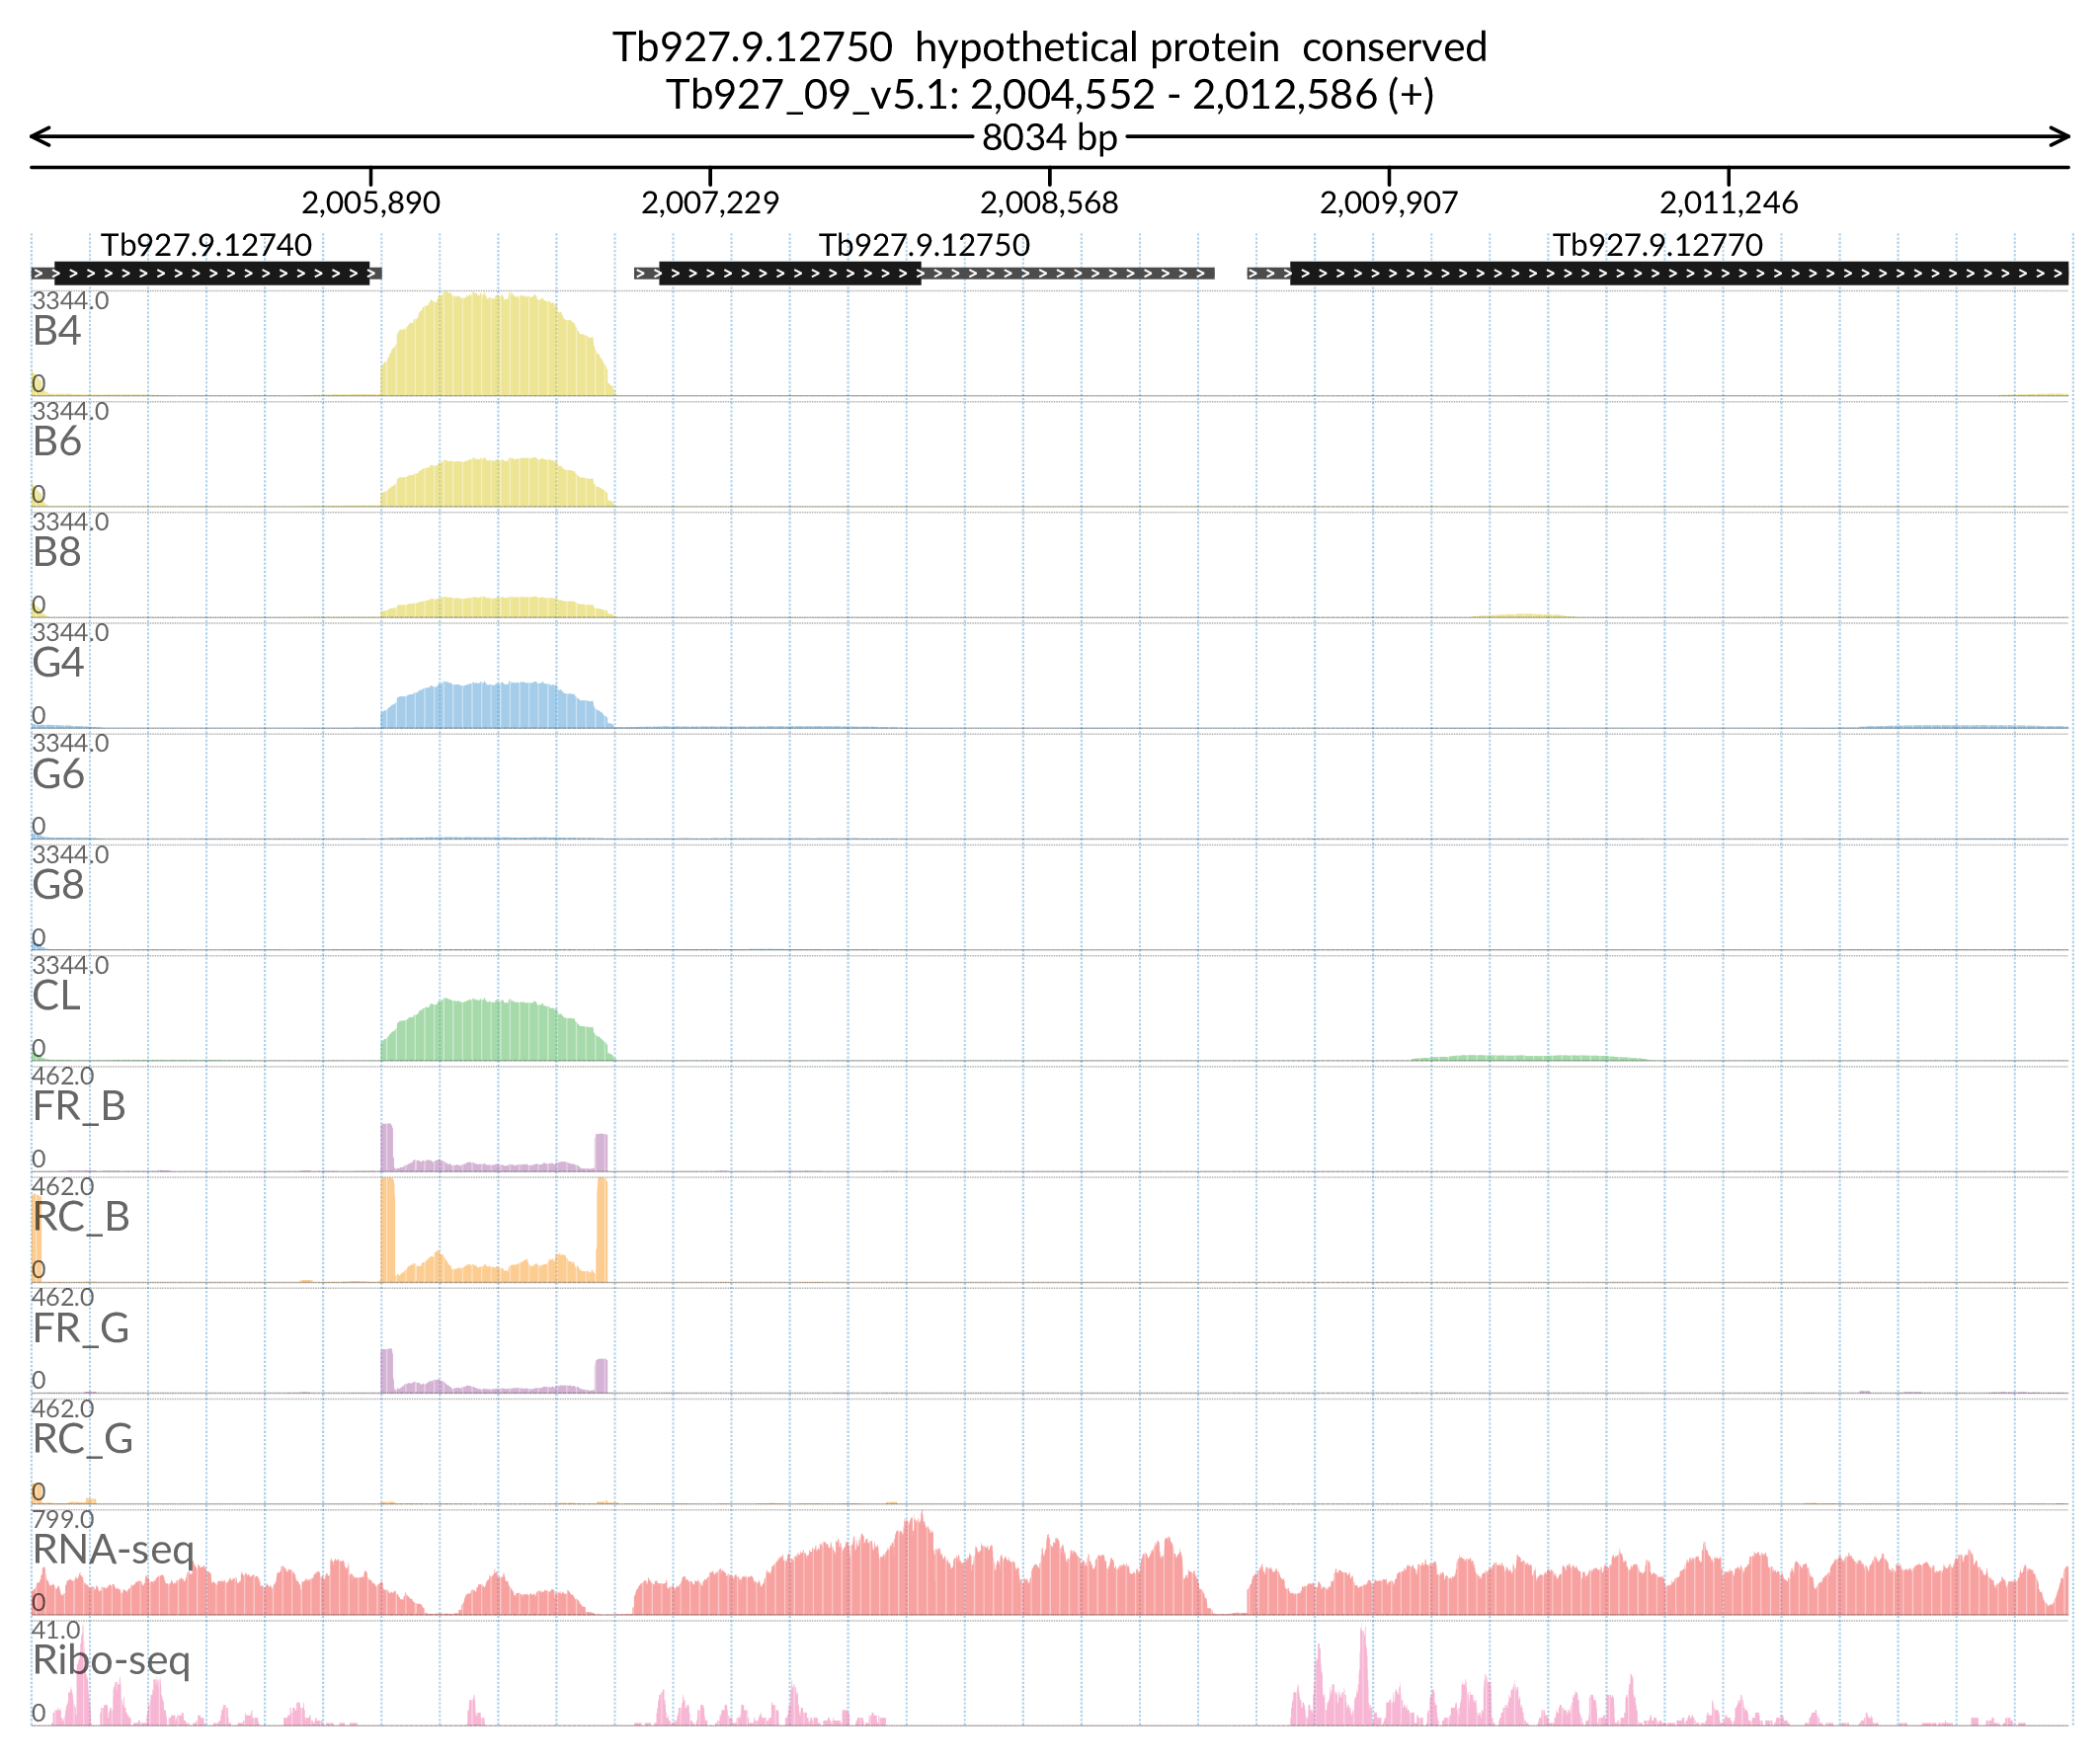 Tb927.9.12750  hypothetical protein  conserved
Tb927_09_v5.1: 2,004,552 - 2,012,586 (+)
8034 bp
2,005,890 2,007,229 2,008,568 2,009,907 2,011,246
Tb927.9.12740 Tb927.9.12750 Tb927.9.12770
3344.0
B4
0
3344.0
B6
0
3344.0
B8
0
3344.0
G4
0
3344.0
G6
0
3344.0
G8
0
3344.0
CL
0
462.0
FR_B
0
462.0
RC_B
0
462.0
FR_G
0
462.0
RC_G
0
799.0
RNA-seq
0
41.0
Ribo-seq
0